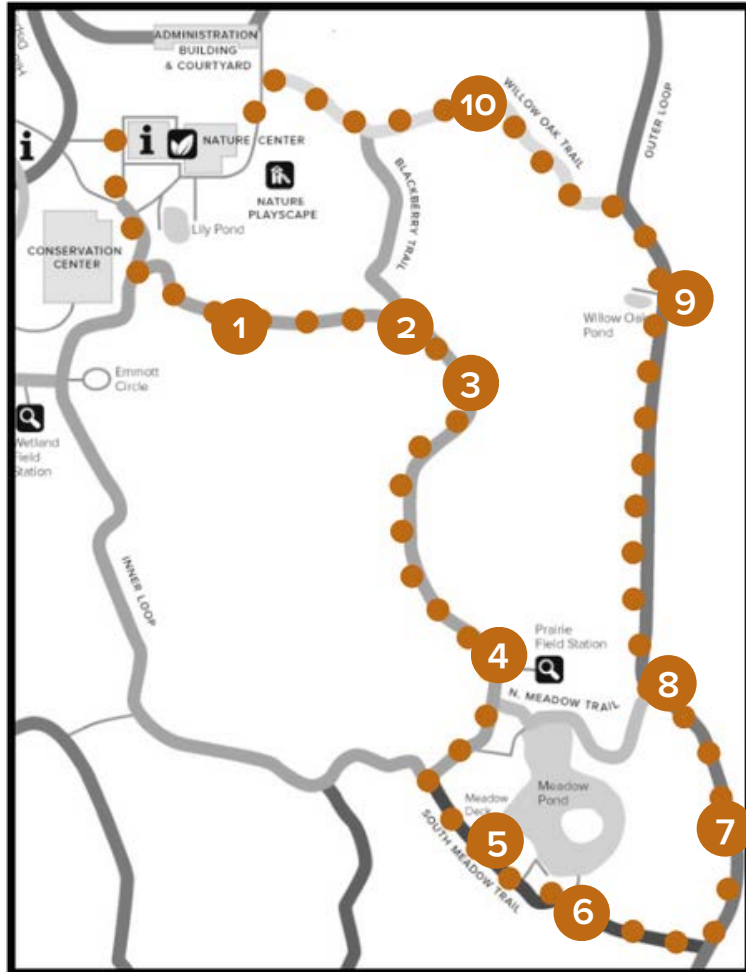 ADMINISTRATION
BUILDING
& COURTYARD
i
i
NATURE CENTER
NATURE
PLAYSCAPE
Lily Pond
CONSERVATION
CENTER
BLACKBERRY TRAIL
10
WILLOW OAK TRAIL
OUTER LOOP
9
Willow Oak
Pond
1
2
3
Emmott
Circle
Wetland
Field
Station
INNER LOOP
4
Prairie
Field Station
N. MEADOW TRAIL
8
Meadow
Pond
Meadow
Deck
5
SOUTH MEADOW TRAIL
7
6